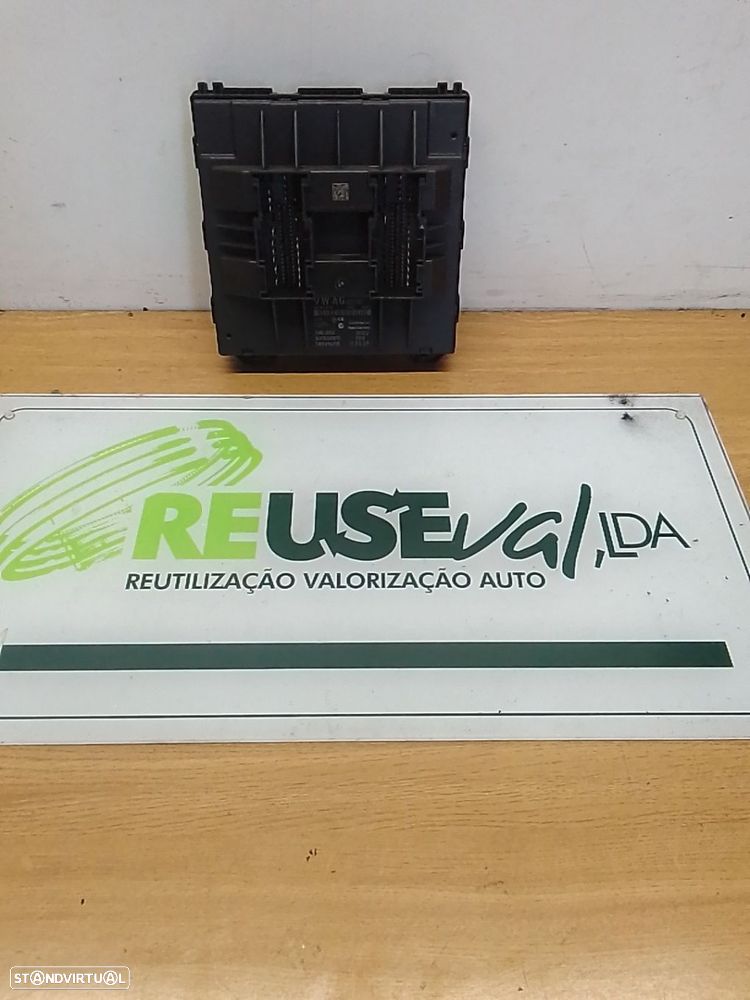 VW AG
REUSEval, LDA
REUTILIZAÇÃO VALORIZAÇÃO AUTO
STANDVIRTUAL